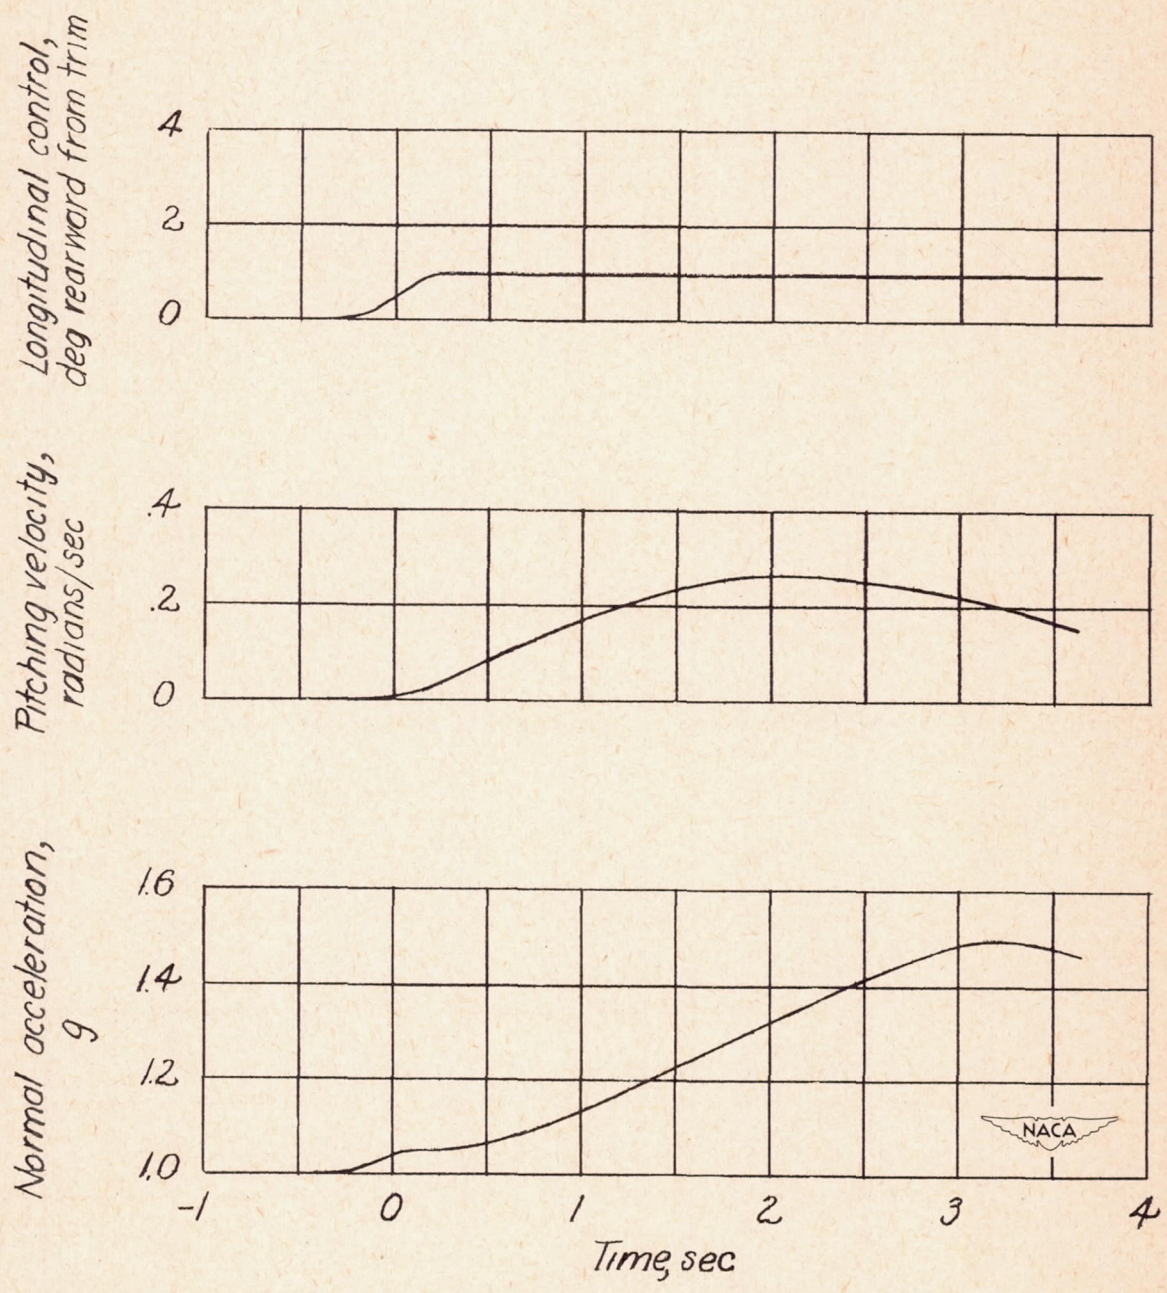 Longitudinal control,
deg rearward from trim
4
2
0
Pitching velocity,
radians/sec
.4
.2
0
Normal acceleration,
g
1.6
1.4
1.2
1.0
-1 0 1 2 3 4
Time, sec
NACA